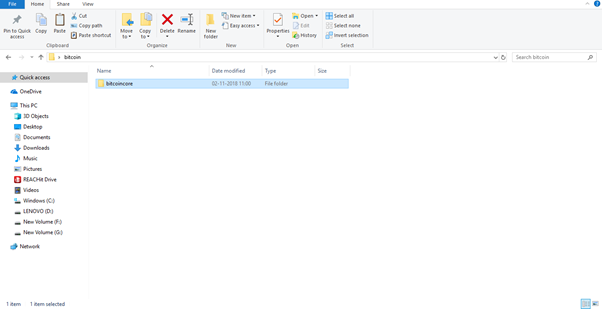 File Home Share View
Pin to Quick access
Copy
Paste
Cut
Copy path
Paste shortcut
Clipboard
Move to
Copy to
Delete
Rename
Organize
New folder
New item
Easy access
New
Properties
Open
Edit
History
Open
Select all
Select none
Invert selection
Select
bitcoin
Search bitcoin
Name Date modified Type Size
bitcoincore 02-11-2018 11:00 File folder
Quick access
OneDrive
This PC
3D Objects
Desktop
Documents
Downloads
Music
Pictures
REACHit Drive
Videos
Windows (C:)
LENOVO (D:)
New Volume (F:)
New Volume (G:)
Network
1 item 1 item selected